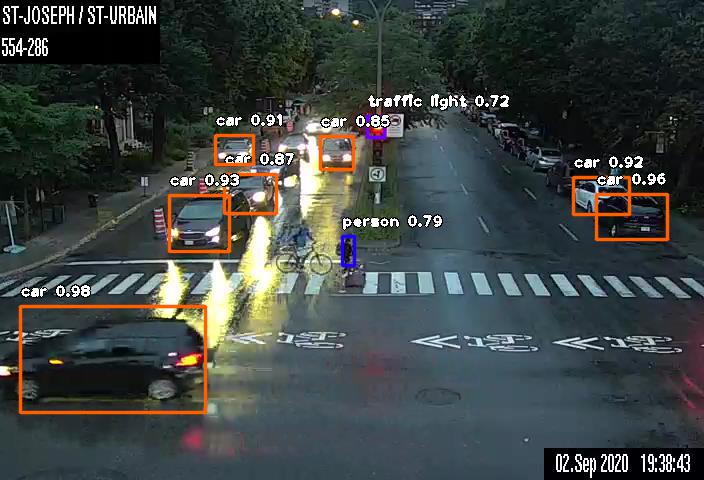 ST-JOSEPH / ST-URBAIN
554-286
traffic light 0.72
car 0.91
car 0.85
car 0.87
car 0.92
car 0.93
car 0.96
person 0.79
car 0.98
02.Sep 2020 19:38:43